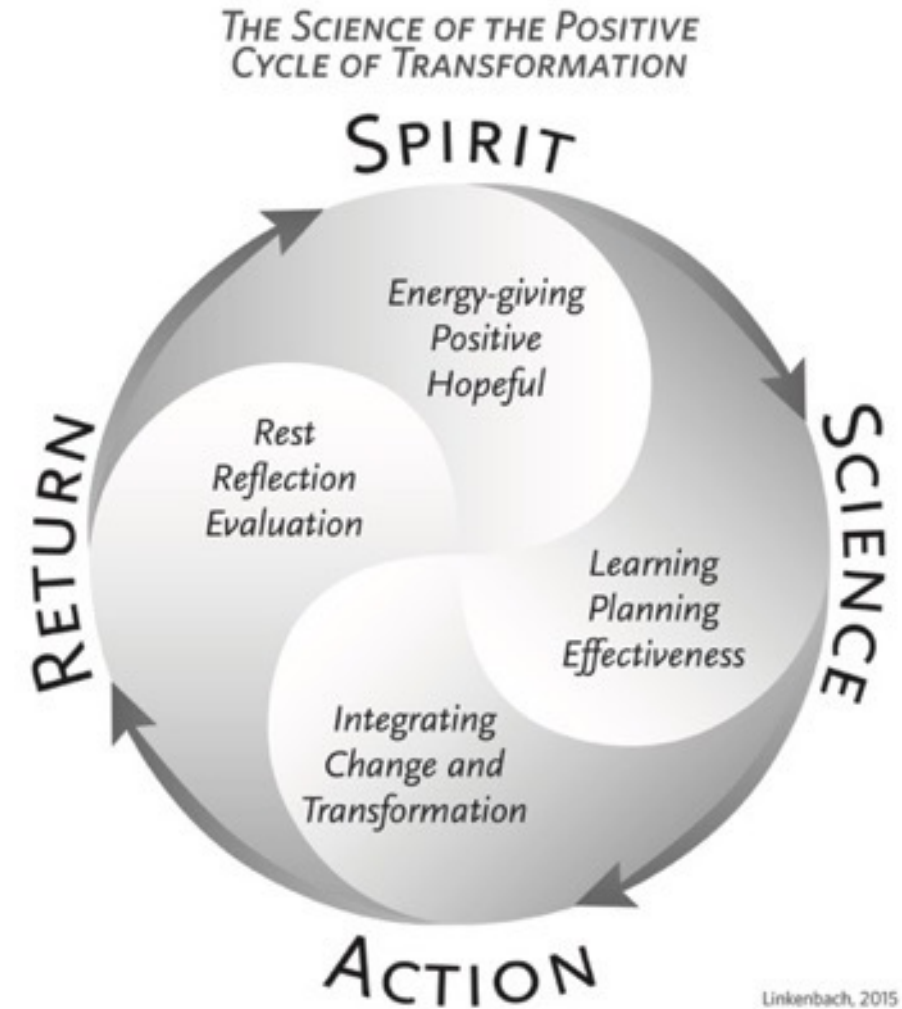 THE SCIENCE OF THE POSITIVE
CYCLE OF TRANSFORMATION
SPIRIT
Energy-giving
Positive
Hopeful
SCIENCE
Learning
Planning
Effectiveness
ACTION
Integrating
Change and
Transformation
RETURN
Rest
Reflection
Evaluation
Linkenbach, 2015